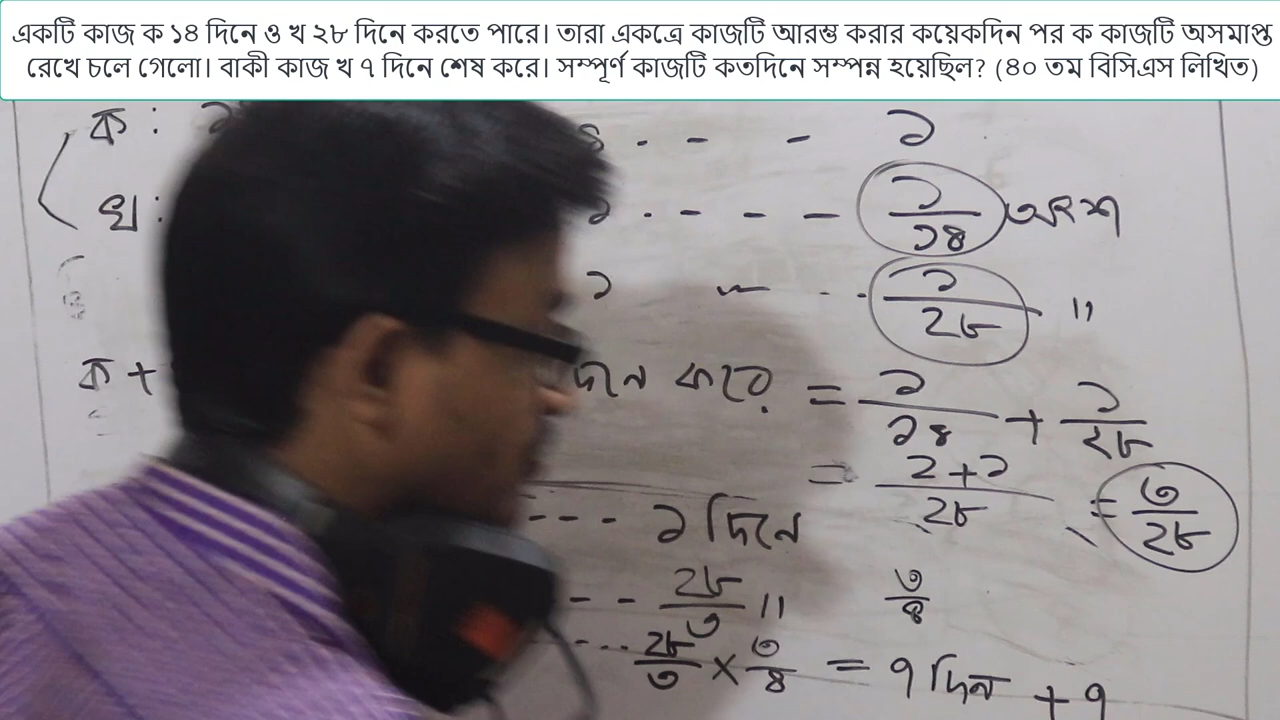 একটি কাজ ক ১৪ দিনে ও খ ২৮ দিনে করতে পারে। তারা একত্রে কাজটি আরম্ভ করার কয়েকদিন পর ক কাজটি অসমাপ্ত
রেখে চলে গেলো। বাকী কাজ খ ৭ দিনে শেষ করে। সম্পূর্ণ কাজটি কতদিনে সম্পন্ন হয়েছিল? (৪০ তম বিসিএস লিখিত)
ক : - - ১
খ : ১ - - - - ১/১৪ অংশ
১ " - - ১/২৮ "
ক + দিনে করে = ১/১৪ + ১/২৮
= ২+১/২৮ = ৩/২৮
- - - ১ দিনে
- - ২৮/৩ " ৩/৪
- - - ২৮/৩ × ৩/৪ = ৭ দিন + ৭